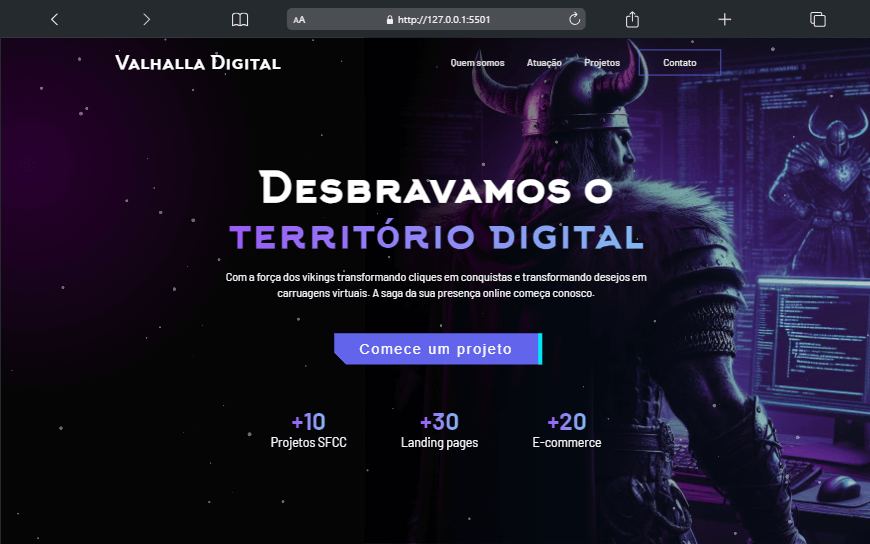 AA
http://127.0.0.1:5501
Valhalla Digital
Quem somos
Atuação
Projetos
Contato
Desbravamos o
território digital
Com a força dos vikings transformando cliques em conquistas e transformando desejos em
carruagens virtuais. A saga da sua presença online começa conosco.
Comece um projeto
+10
+30
+20
Projetos SFCC
Landing pages
E-commerce